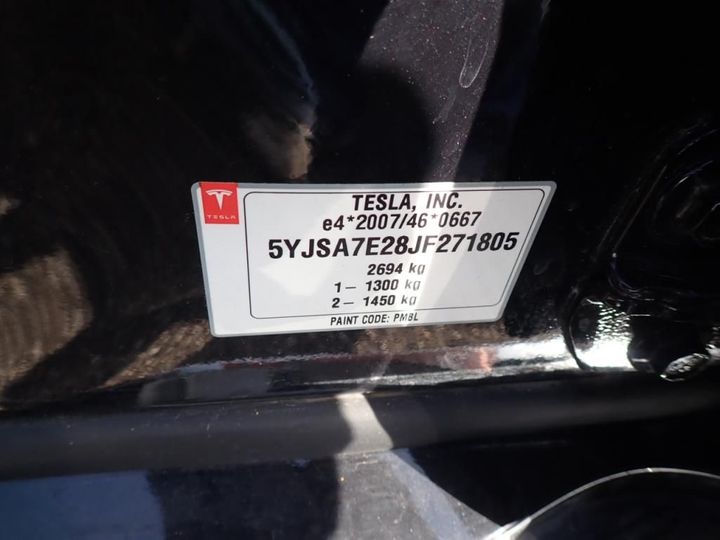 TESLA
TESLA, INC.
e4*2007/46*0667
5YJSA7E28JF271805
2694 kg
1– 1300 kg
2– 1450 kg
PAINT CODE: PMBL